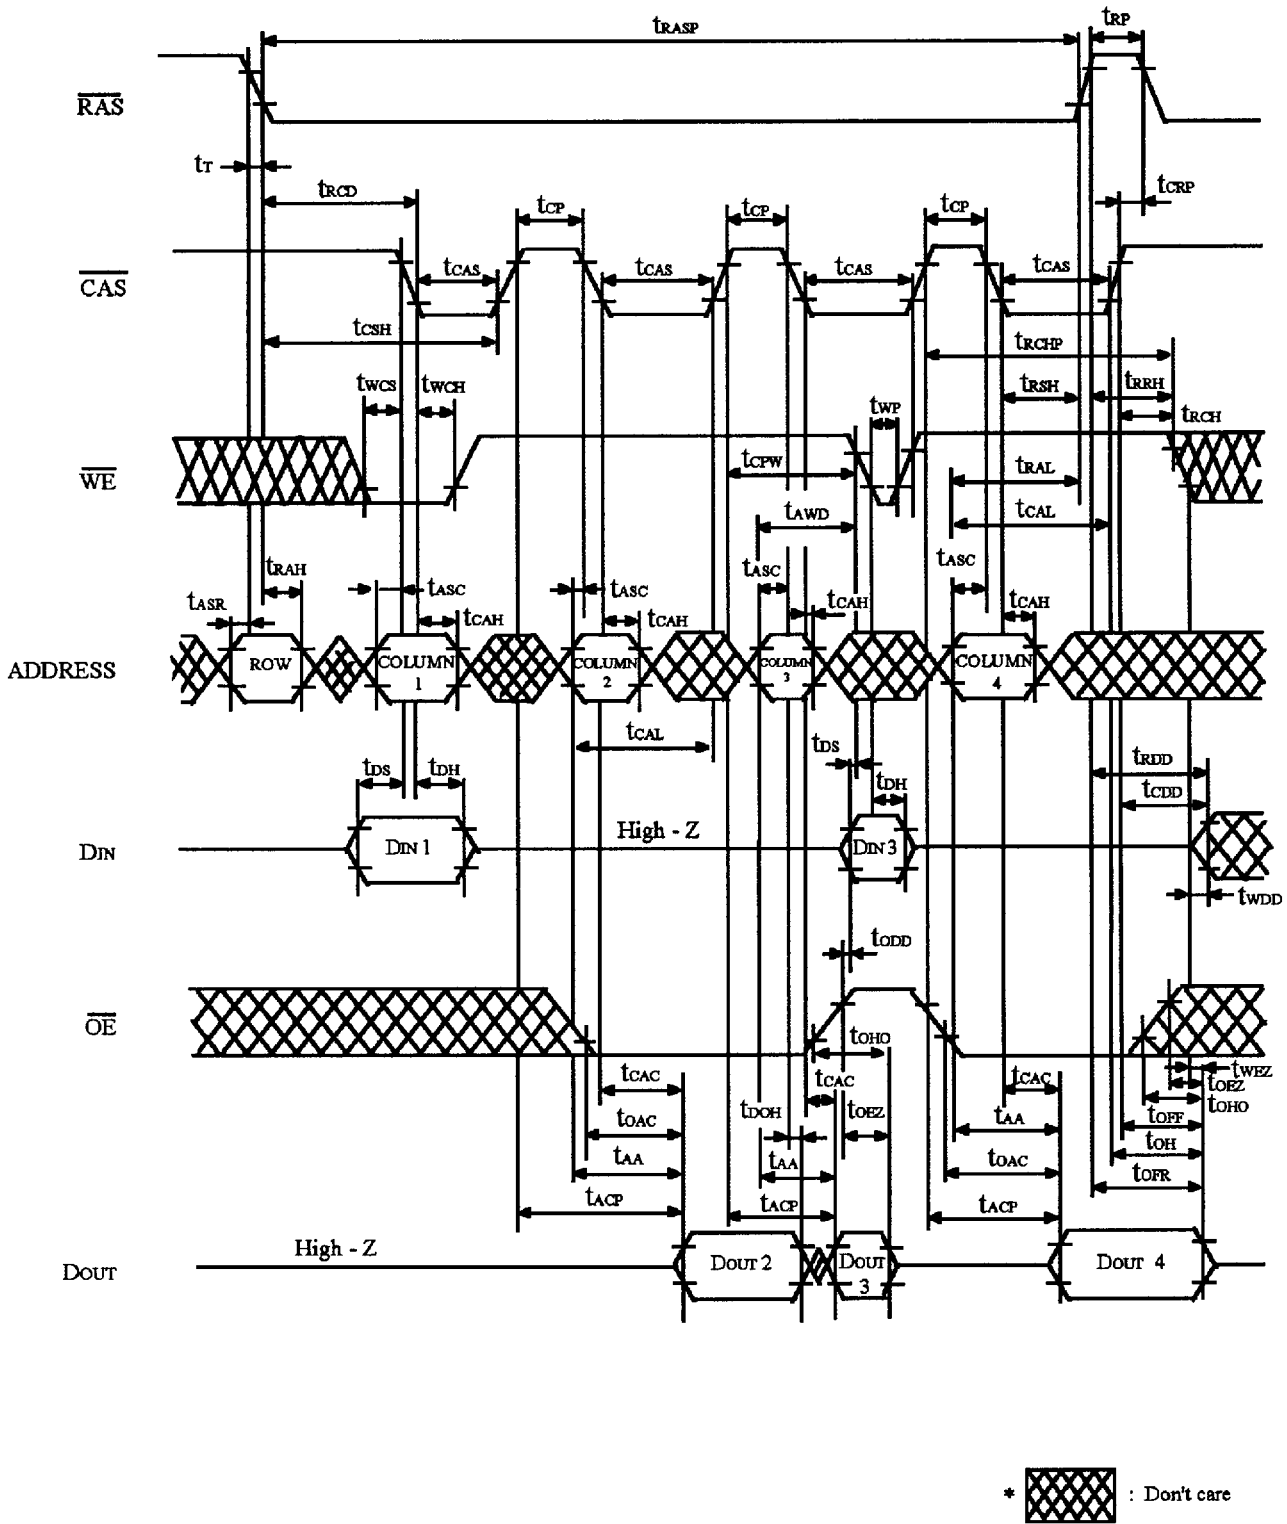 tRASP
tRP
RAS
tT
tRCD
tCRP
tCP
tCP
tCP
CAS
tCAS
tCAS
tCAS
tCAS
tCSH
tRCHP
tWCS
tWCH
tWP
tRSH
tRRH
tRCH
WE
tCPW
tRAL
tAWD
tCAL
tRAH
tASC
tASC
tASC
tASC
tASR
tCAH
tCAH
tCAH
tCAH
ADDRESS
ROW
COLUMN 1
COLUMN 2
COLUMN 3
COLUMN 4
tCAL
tDS
tDH
tDS
tDH
tRDD
tCDD
DIN
DIN 1
High - Z
DIN 3
tWDD
tODD
OE
tOHO
tCAC
tCAC
tCAC
tWEZ
tOEZ
tOHO
tOAC
tDOH
tOEZ
tAA
tOFF
tAA
tAA
tOAC
tOH
tACP
tACP
tACP
tOFR
DOUT
High - Z
DOUT 2
DOUT 3
DOUT 4
* : Don't care